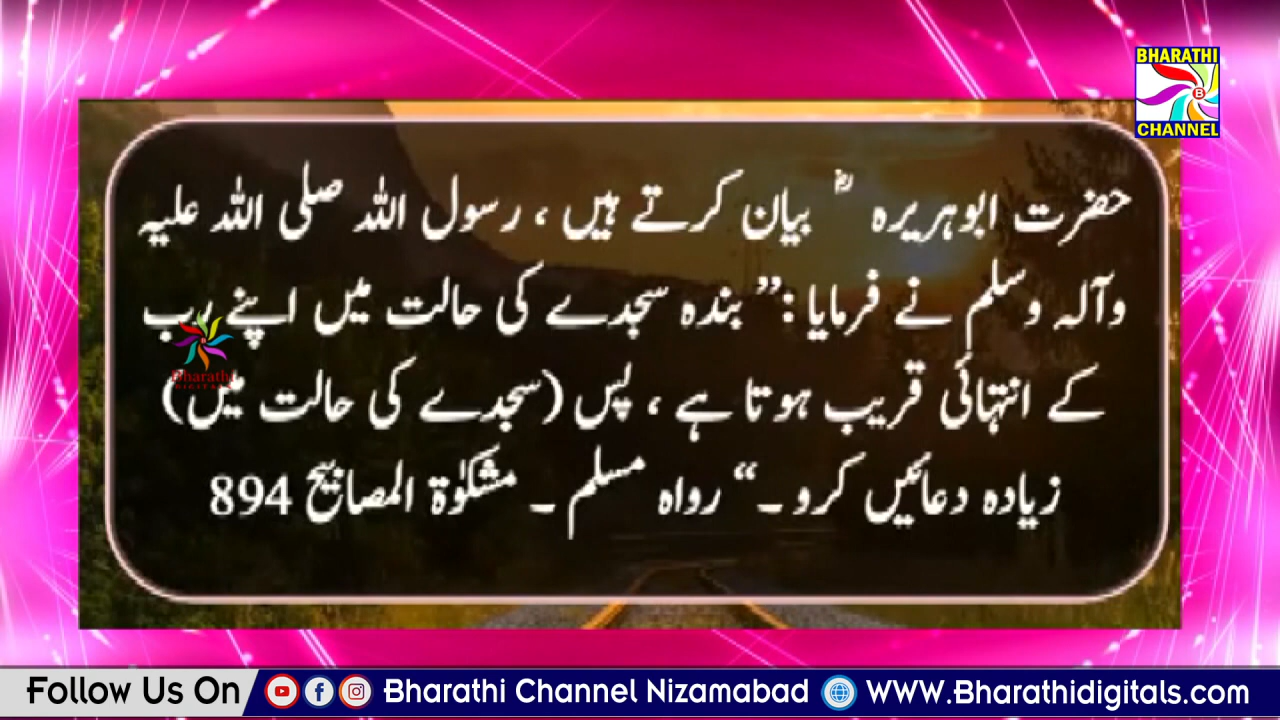 BHARATHI
CHANNEL
حضرت ابوہریرہ ؓ بیان کرتے ہیں ، رسول اللہ صلی اللہ علیہ
وآلہ وسلم نے فرمایا :’’ بندہ سجدے کی حالت میں اپنے رب
کے انتہائی قریب ہوتا ہے ، پس (سجدے کی حالت میں)
زیادہ دعائیں کرو ۔‘‘ رواہ مسلم ۔ مشکوٰۃ المصابیح 894
Bharathi
DIGITALS
Follow Us On Bharathi Channel Nizamabad WWW.Bharathidigitals.com